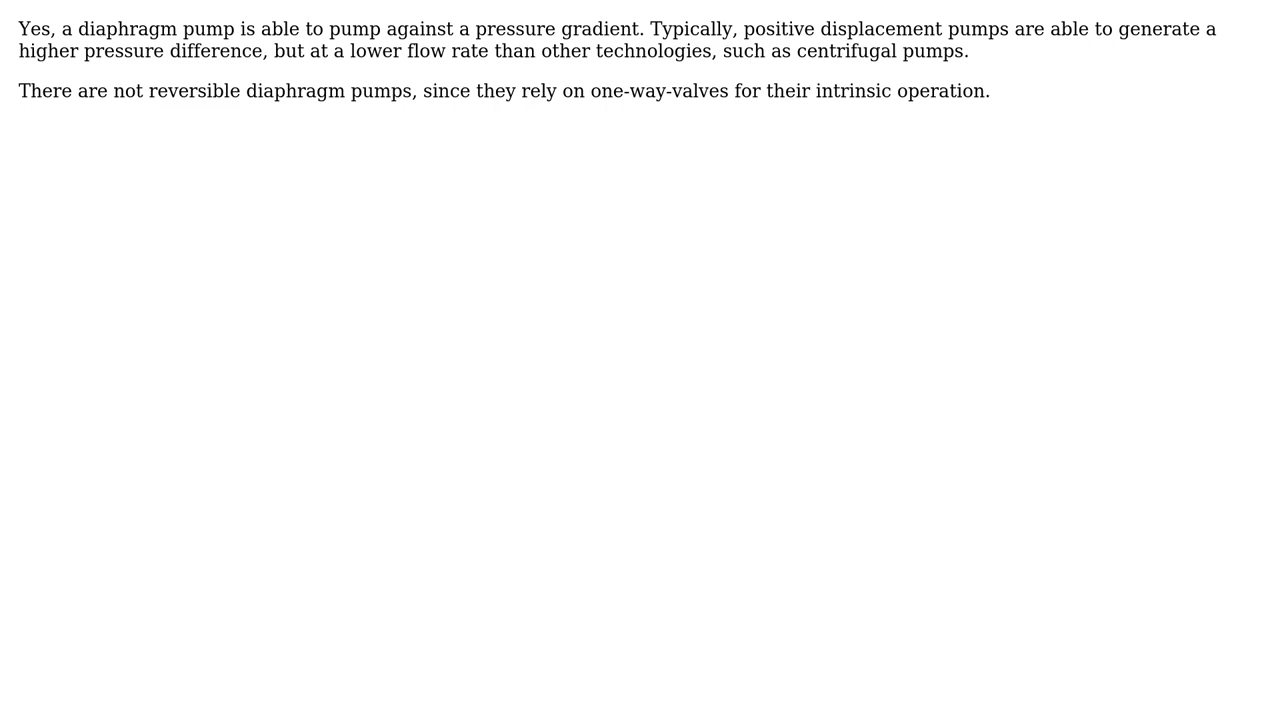 Yes, a diaphragm pump is able to pump against a pressure gradient. Typically, positive displacement pumps are able to generate a
higher pressure difference, but at a lower flow rate than other technologies, such as centrifugal pumps.
There are not reversible diaphragm pumps, since they rely on one-way-valves for their intrinsic operation.